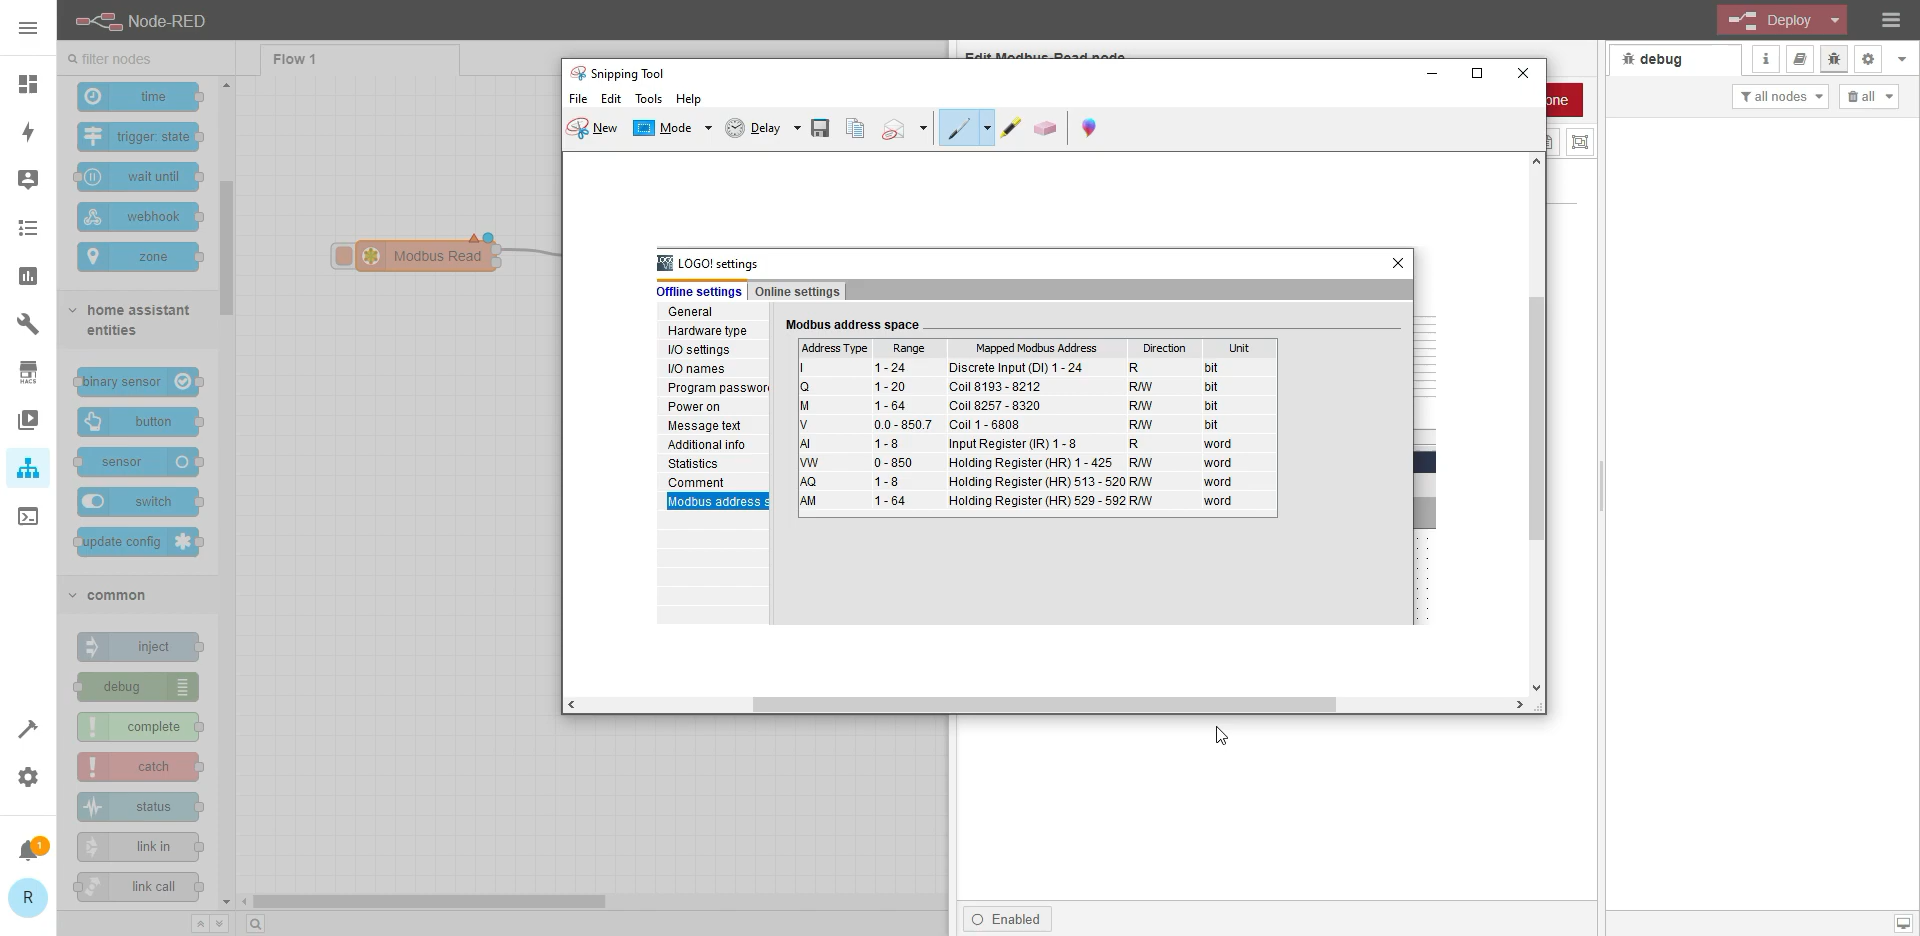 Node-RED
Deploy
filter nodes
Flow 1
Edit Modbus Read node
debug
all nodes
all
time
trigger: state
wait until
webhook
zone
home assistant
entities
binary sensor
button
sensor
switch
update config
common
inject
debug
complete
catch
status
link in
link call
HACS
1
R
Modbus Read
Snipping Tool
File Edit Tools Help
New Mode Delay
LOGO! settings
Offline settings Online settings
General
Hardware type
I/O settings
I/O names
Program passwor
Power on
Message text
Additional info
Statistics
Comment
Modbus address s
Modbus address space
Address Type Range Mapped Modbus Address Direction Unit
I 1 - 24 Discrete Input (DI) 1 - 24 R bit
Q 1 - 20 Coil 8193 - 8212 R/W bit
M 1 - 64 Coil 8257 - 8320 R/W bit
V 0.0 - 850.7 Coil 1 - 6808 R/W bit
AI 1 - 8 Input Register (IR) 1 - 8 R word
VW 0 - 850 Holding Register (HR) 1 - 425 R/W word
AQ 1 - 8 Holding Register (HR) 513 - 520 R/W word
AM 1 - 64 Holding Register (HR) 529 - 592 R/W word
one
Enabled